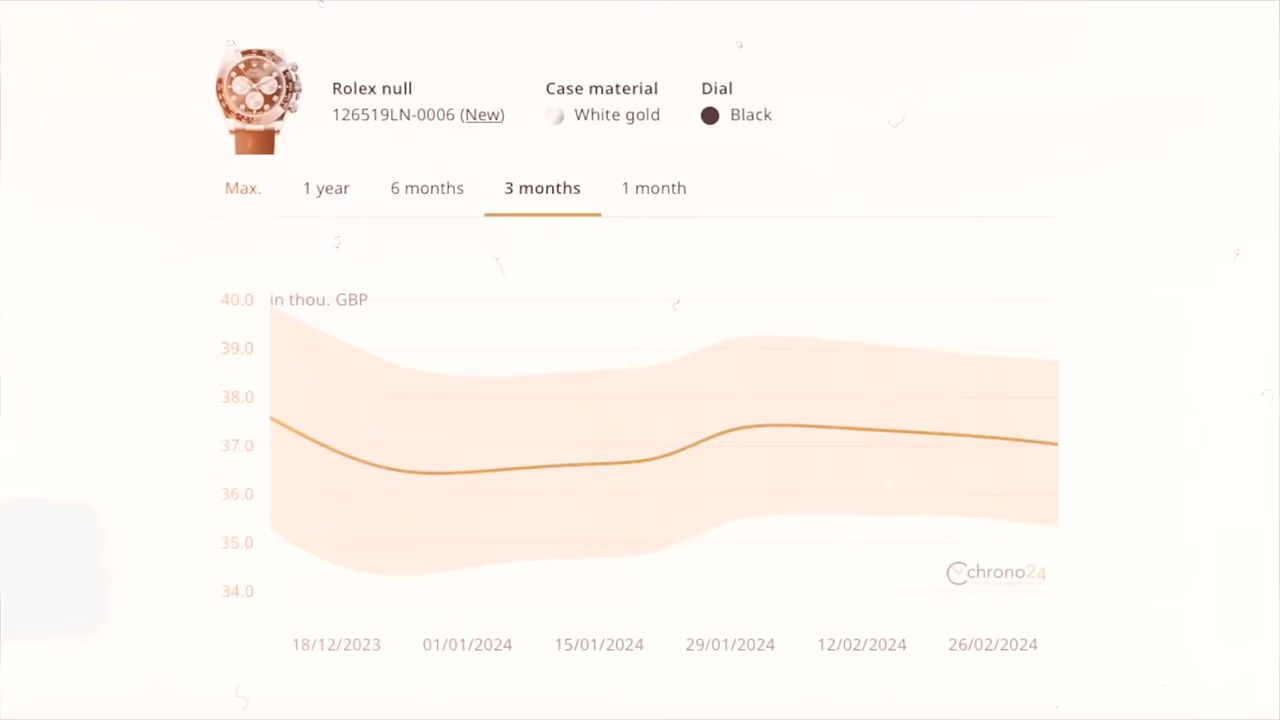 Rolex null
126519LN-0006 (New)
Case material
White gold
Dial
Black
Max.
1 year
6 months
3 months
1 month
in thou. GBP
40.0
39.0
38.0
37.0
36.0
35.0
34.0
chrono24
18/12/2023
01/01/2024
15/01/2024
29/01/2024
12/02/2024
26/02/2024